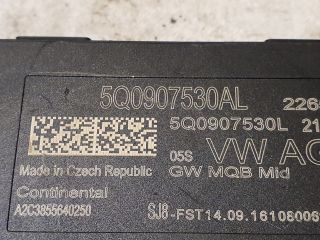 5Q0907530AL 226
5Q0907530L 21
05S VW AG
GW MQB Mid
Made in Czech Republic
Continental
A2C3855640250 SJ8-FST14.09.1610800